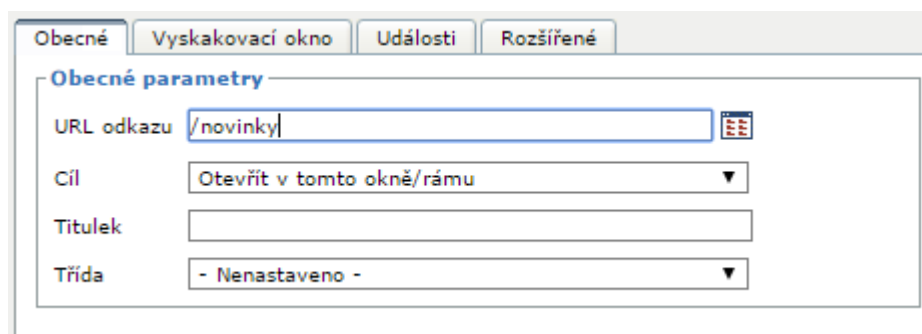 Obecné Vyskakovací okno Události Rozšířené
Obecné parametry
URL odkazu /novinky
Cíl Otevřít v tomto okně/rámu
Titulek
Třída - Nenastaveno -